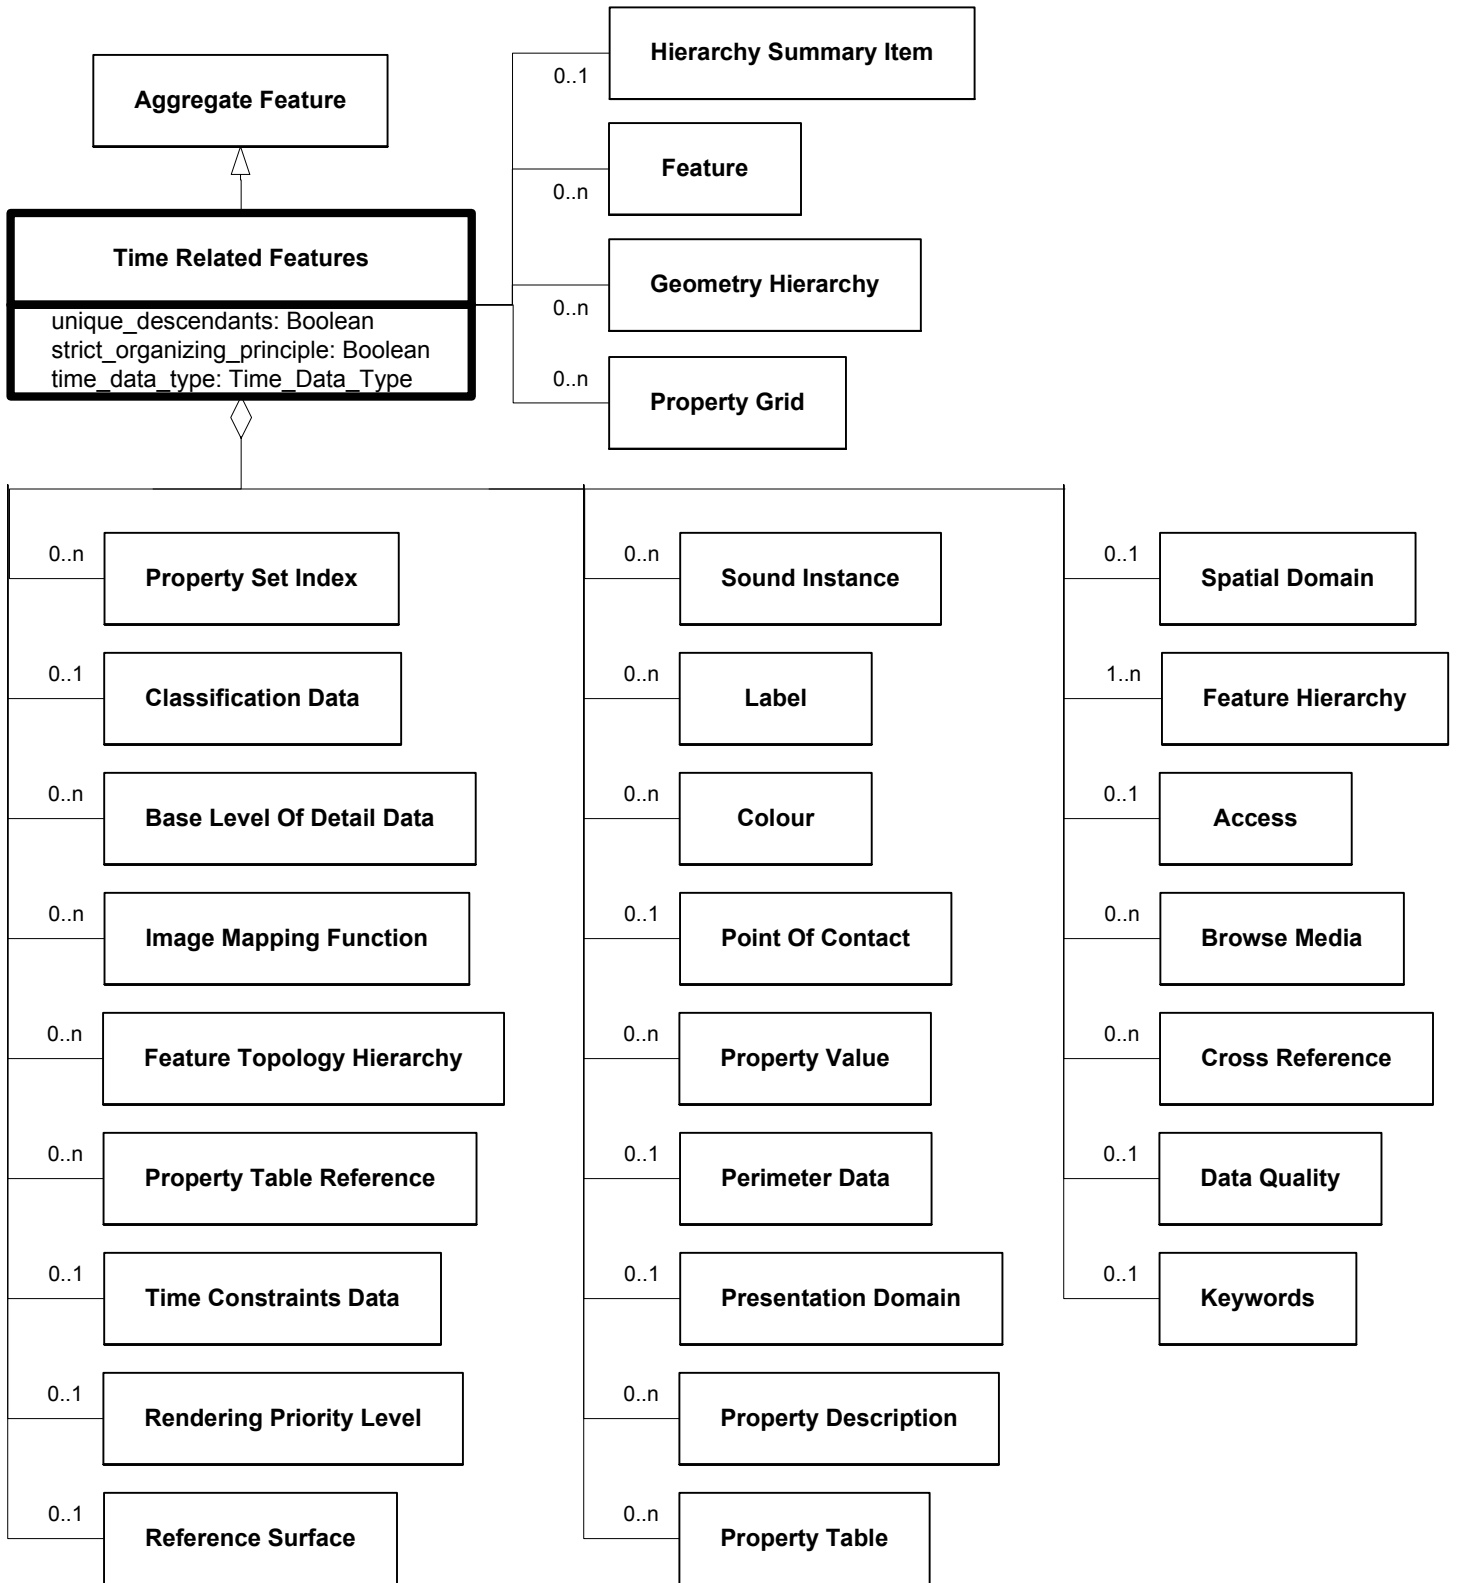 Hierarchy Summary Item
0..1
Aggregate Feature
Feature
0..n
Time Related Features
unique_descendants: Boolean
strict_organizing_principle: Boolean
time_data_type: Time_Data_Type
Geometry Hierarchy
0..n
0..n
Property Grid
0..n
Property Set Index
0..1
Classification Data
0..n
Base Level Of Detail Data
0..n
Image Mapping Function
0..n
Feature Topology Hierarchy
0..n
Property Table Reference
0..1
Time Constraints Data
0..1
Rendering Priority Level
0..1
Reference Surface
0..n
Sound Instance
0..n
Label
0..n
Colour
0..1
Point Of Contact
0..n
Property Value
0..1
Perimeter Data
0..1
Presentation Domain
0..n
Property Description
0..n
Property Table
0..1
Spatial Domain
1..n
Feature Hierarchy
0..1
Access
0..n
Browse Media
0..n
Cross Reference
0..1
Data Quality
0..1
Keywords